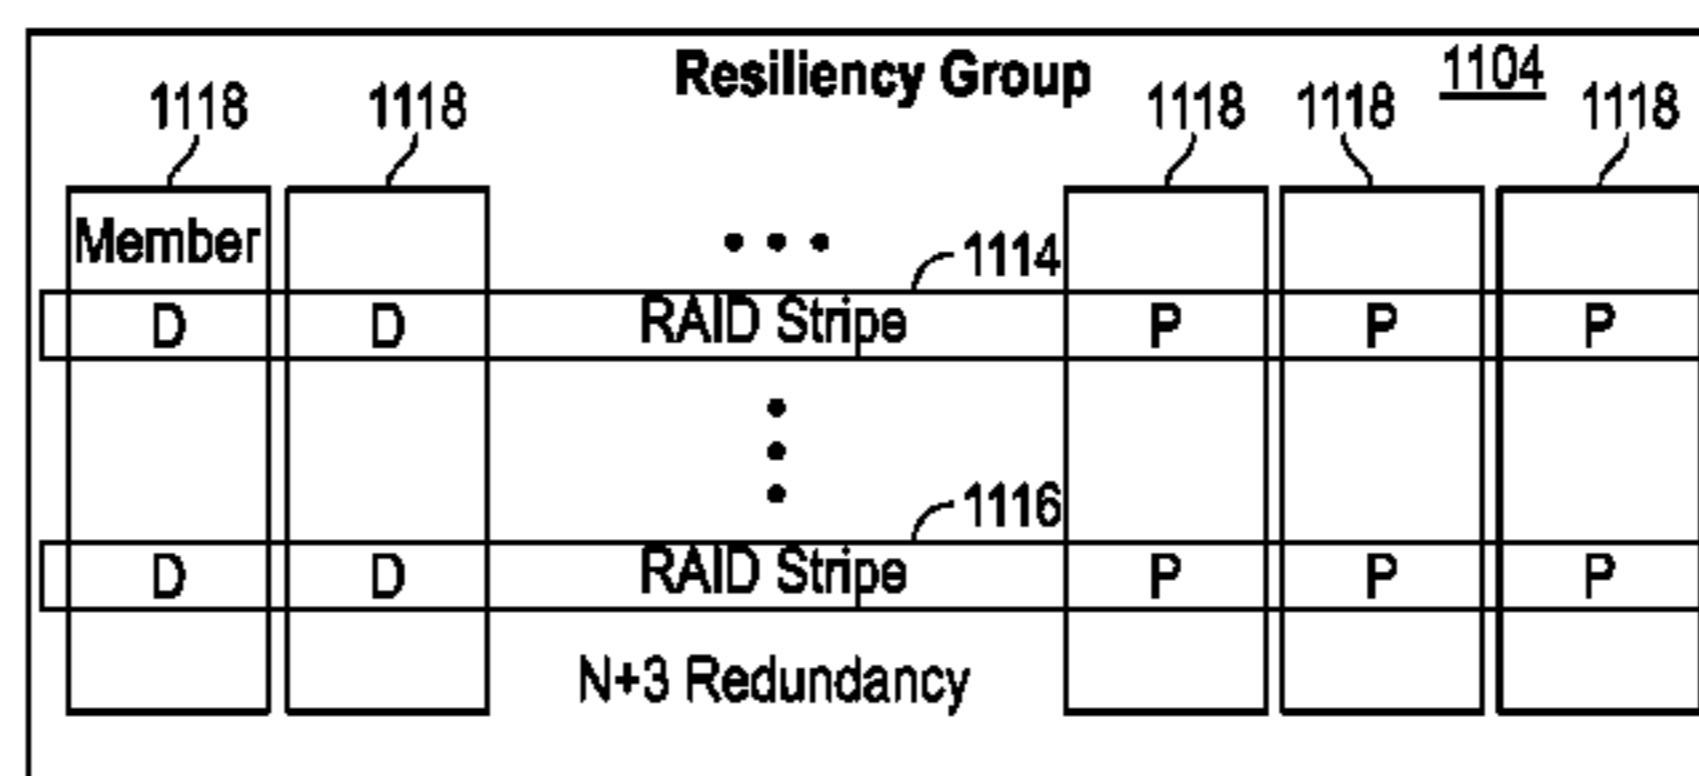 Resiliency Group 1104
1118 1118 1118 1118 1118
Member
1114
D D RAID Stripe P P P
1116
D D RAID Stripe P P P
N+3 Redundancy